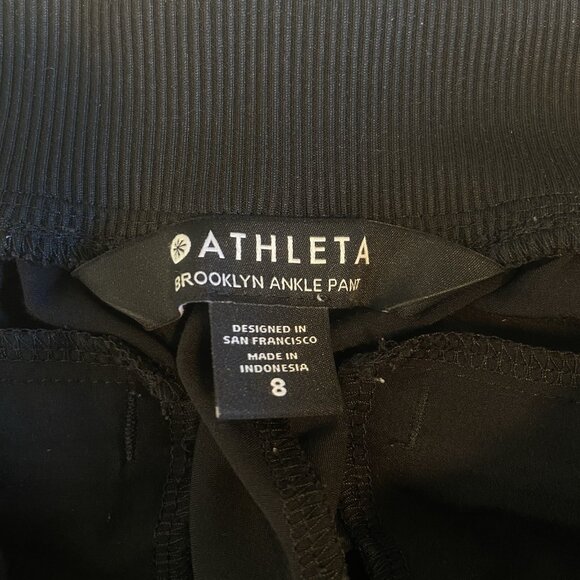 ATHLETA
BROOKLYN ANKLE PANT
DESIGNED IN
SAN FRANCISCO
MADE IN
INDONESIA
8